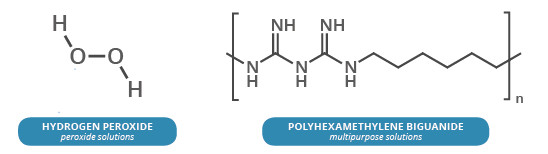 H
O
O
H
NH
NH
N
H
N
H
N
H
n
HYDROGEN PEROXIDE
peroxide solutions
POLYHEXAMETHYLENE BIGUANIDE
multipurpose solutions